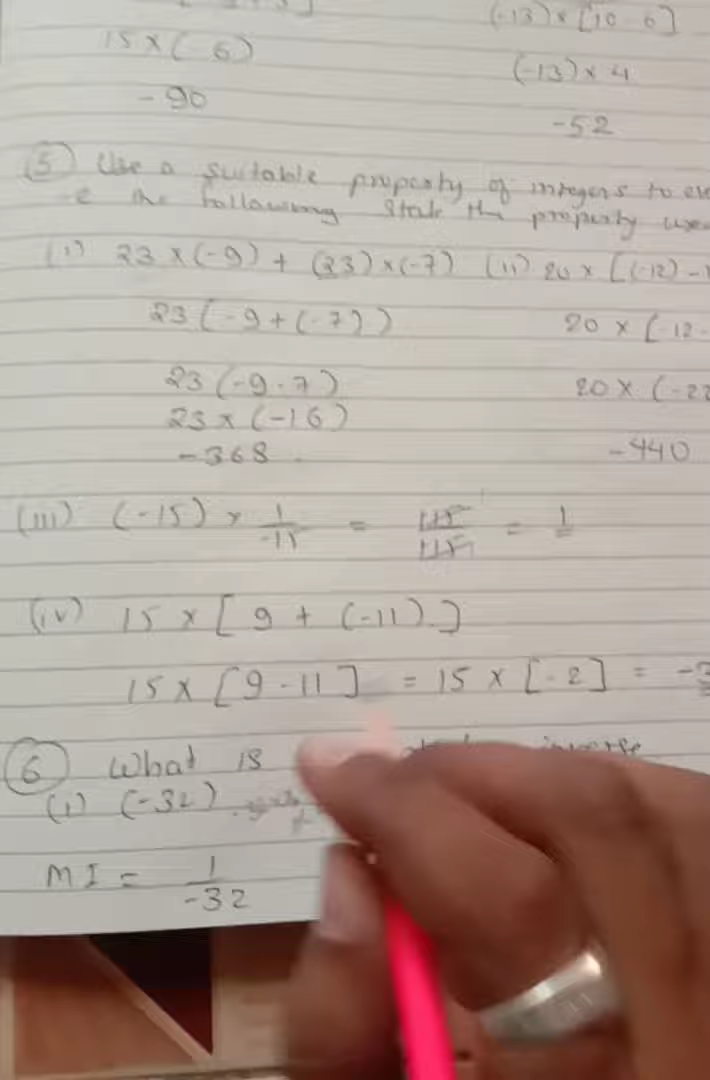 (-13) × [10 - 6]
15 × (- 6)
(-13) × 4
- 90
-52
(5) Use a suitable property of integers to
the following state the property
(i) 23 × (-9) + (23) × (-7) (ii) 20 × [(-12) -
23 ( -9 + (-7) ) 20 × [-12 -
23 (-9 - 7) 20 × (-22
23 × (-16)
- 368 -440
(iii) (-15) × 1/-15 = = 1
(iv) 15 × [ 9 + (-11) ]
15 × [9 - 11] = 15 × [-2] =
(6) What is inverse
(i) (-32)
MI = 1/-32